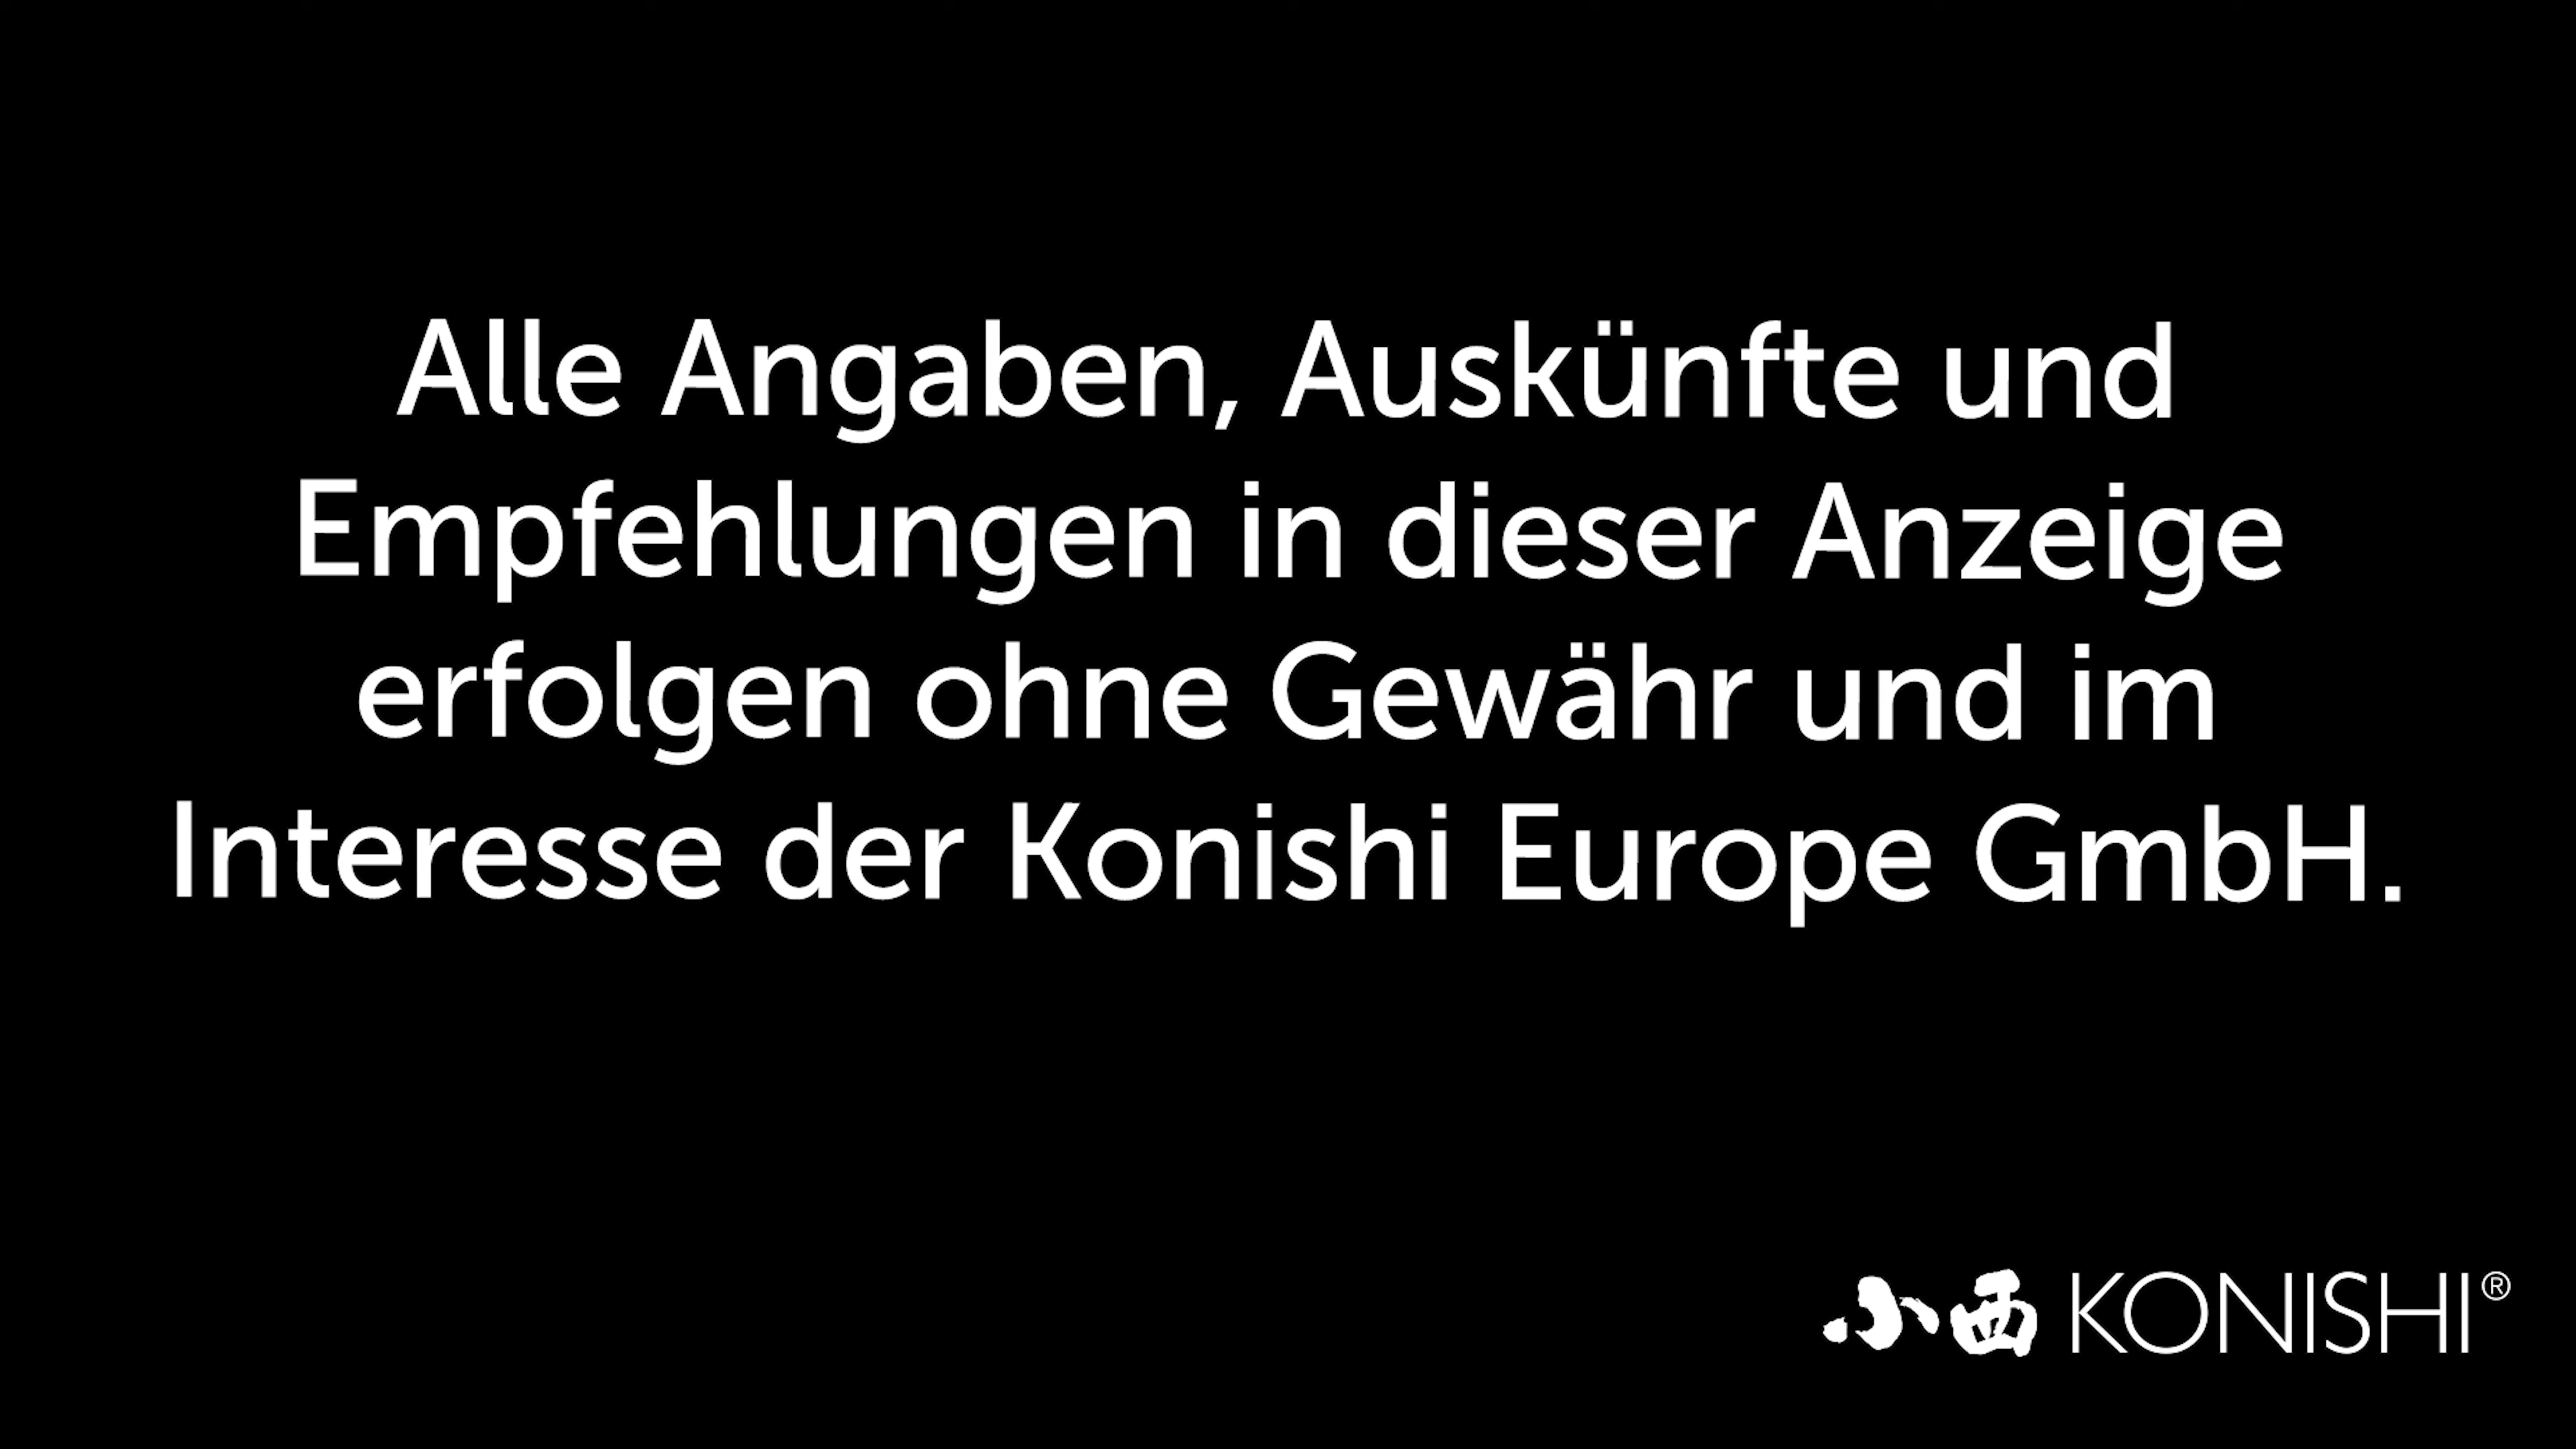 Alle Angaben, Auskünfte und
Empfehlungen in dieser Anzeige
erfolgen ohne Gewähr und im
Interesse der Konishi Europe GmbH.
小西 KONISHI®